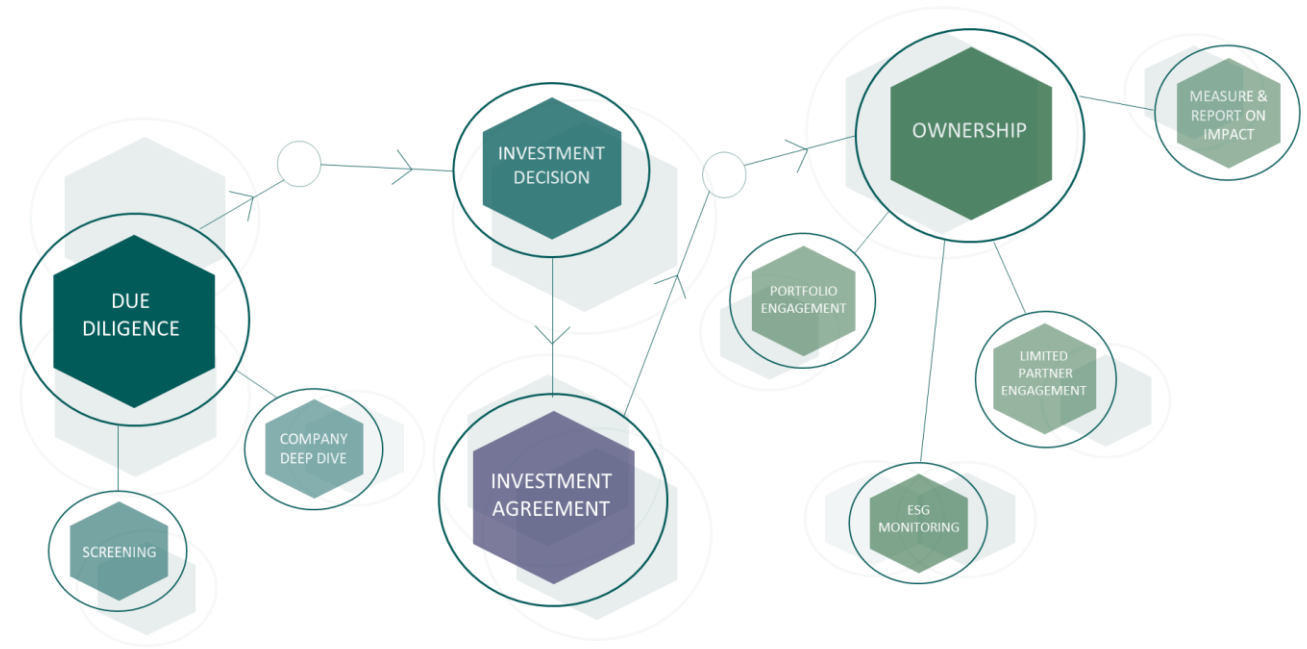 DUE
DILIGENCE
SCREENING
COMPANY
DEEP DIVE
INVESTMENT
DECISION
INVESTMENT
AGREEMENT
OWNERSHIP
PORTFOLIO
ENGAGEMENT
ESG
MONITORING
LIMITED
PARTNER
ENGAGEMENT
MEASURE &
REPORT ON
IMPACT